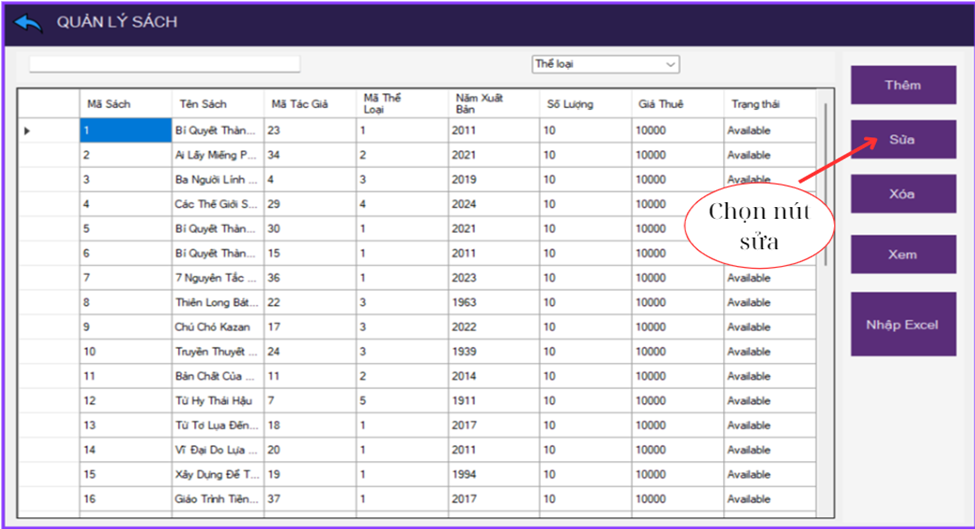 QUẢN LÝ SÁCH
Thể loại
Mã Sách Tên Sách Mã Tác Giả Mã Thể Loại Năm Xuất Bản Số Lượng Giá Thuê Trạng thái
1 Bí Quyết Thàn... 23 1 2011 10 10000 Available
2 Ai Lấy Miếng P... 34 2 2021 10 10000 Available
3 Ba Người Lính ... 4 3 2019 10 10000 Available
4 Các Thế Giới S... 29 4 2024 10 10000
5 Bí Quyết Thàn... 30 1 2021 10 10000
6 Bí Quyết Thàn... 15 1 2011 10 10000
7 7 Nguyên Tắc ... 36 1 2023 10 10000 Available
8 Thiên Long Bát... 22 3 1963 10 10000 Available
9 Chú Chó Kazan 17 3 2022 10 10000 Available
10 Truyền Thuyết ... 24 3 1939 10 10000 Available
11 Bản Chất Của ... 11 2 2014 10 10000 Available
12 Từ Hy Thái Hậu 7 5 1911 10 10000 Available
13 Từ Tơ Lụa Đến... 18 1 2017 10 10000 Available
14 Vĩ Đại Do Lựa ... 20 1 2011 10 10000 Available
15 Xây Dựng Để T... 19 1 1994 10 10000 Available
16 Giáo Trình Tiền... 37 1 2017 10 10000 Available
Thêm
Sửa
Xóa
Xem
Nhập Excel
Chọn nút
sửa